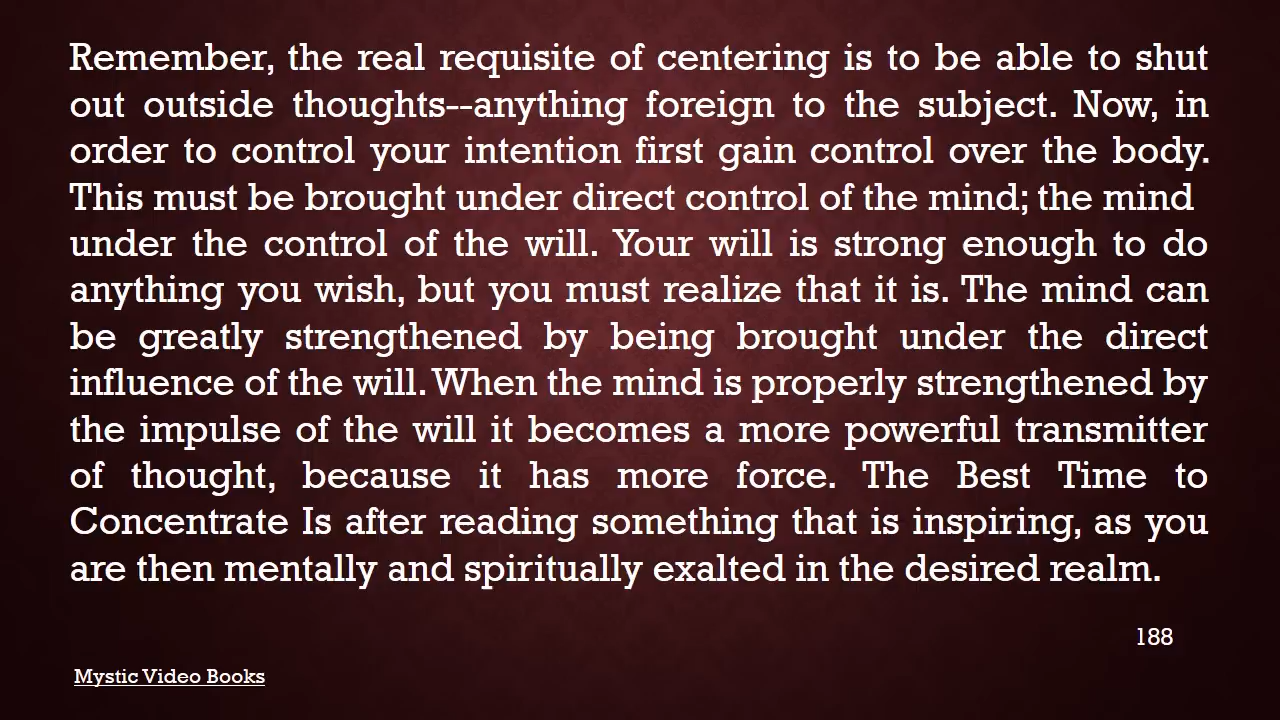 Remember, the real requisite of centering is to be able to shut
out outside thoughts--anything foreign to the subject. Now, in
order to control your intention first gain control over the body.
This must be brought under direct control of the mind; the mind
under the control of the will. Your will is strong enough to do
anything you wish, but you must realize that it is. The mind can
be greatly strengthened by being brought under the direct
influence of the will. When the mind is properly strengthened by
the impulse of the will it becomes a more powerful transmitter
of thought, because it has more force. The Best Time to
Concentrate Is after reading something that is inspiring, as you
are then mentally and spiritually exalted in the desired realm.
188
Mystic Video Books